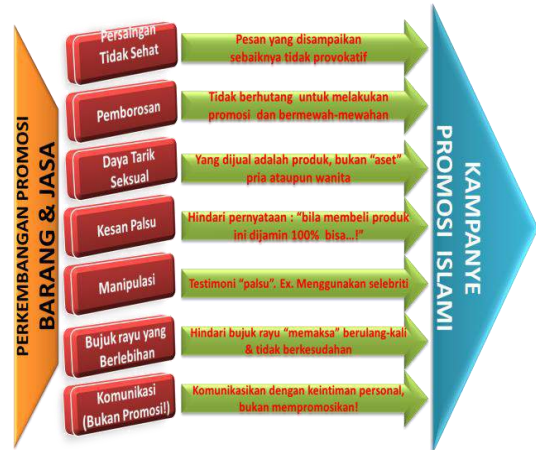 PERKEMBANGAN PROMOSI
BARANG & JASA
Persaingan
Tidak Sehat
Pesan yang disampaikan
sebaiknya tidak provokatif
Pemborosan
Tidak berhutang untuk melakukan
promosi dan bermewah-mewahan
Daya Tarik
Seksual
Yang dijual adalah produk, bukan “aset”
pria ataupun wanita
Kesan Palsu
Hindari pernyataan : “bila membeli produk
ini dijamin 100% bisa...!”
Manipulasi
Testimoni “palsu”. Ex. Menggunakan selebriti
Bujuk rayu yang
Berlebihan
Hindari bujuk rayu “memaksa” berulang-kali
& tidak berkesudahan
Komunikasi
(Bukan Promosi!)
Komunikasikan dengan keintiman personal,
bukan mempromosikan!
KAMPANYE
PROMOSI ISLAMI